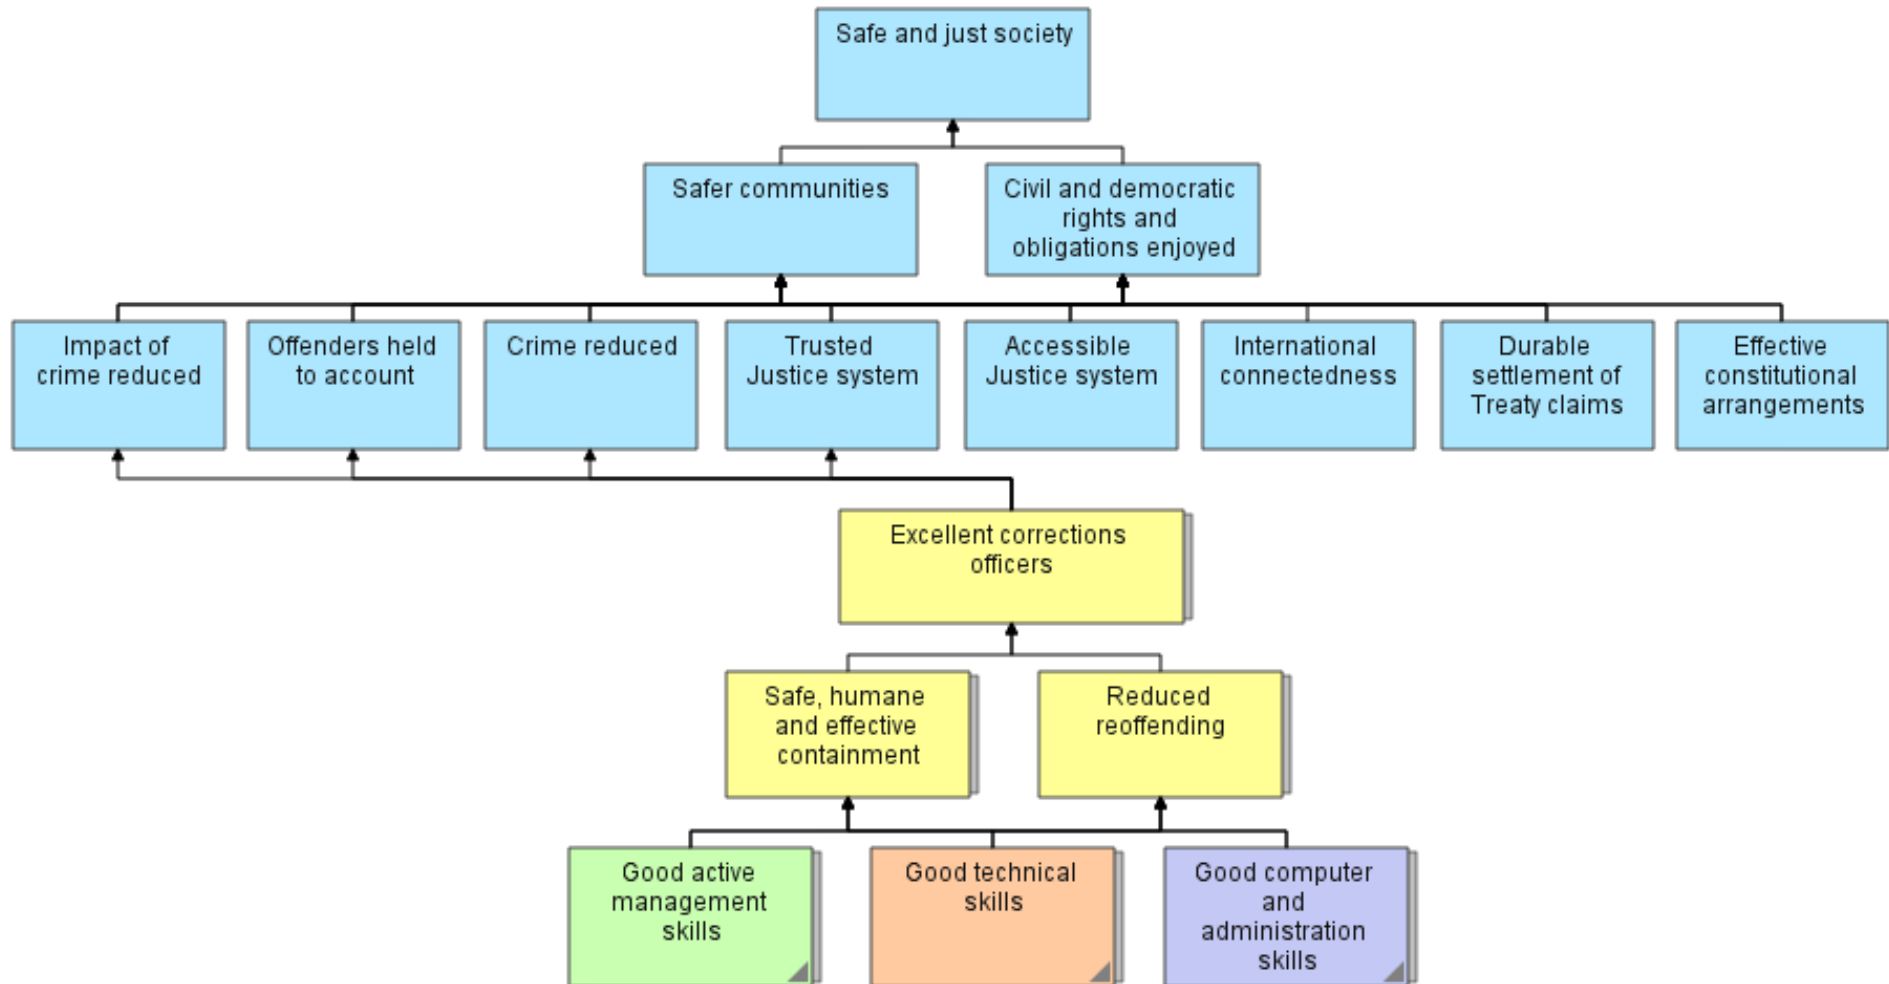 Safe and just society
Safer communities
Civil and democratic
rights and
obligations enjoyed
Impact of
crime reduced
Offenders held
to account
Crime reduced
Trusted
Justice system
Accessible
Justice system
International
connectedness
Durable
settlement of
Treaty claims
Effective
constitutional
arrangements
Excellent corrections
officers
Safe, humane
and effective
containment
Reduced
reoffending
Good active
management
skills
Good technical
skills
Good computer
and
administration
skills